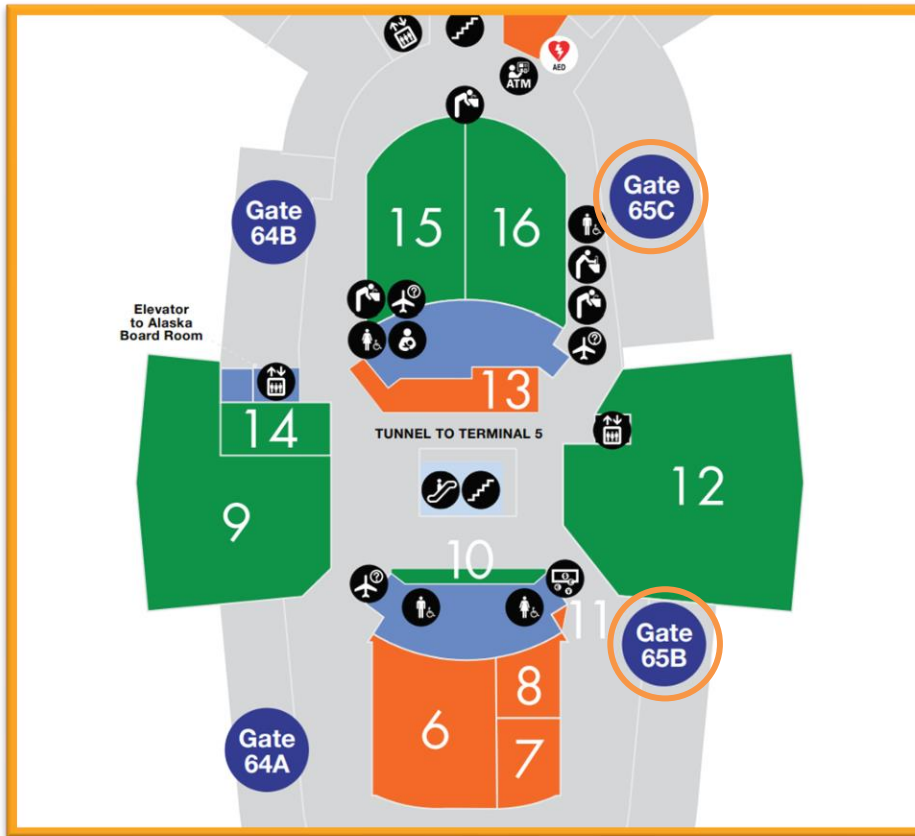 ATM
AED
Gate
65C
Gate
64B
15
16
Elevator
to Alaska
Board Room
13
TUNNEL TO TERMINAL 5
14
12
9
10
11
Gate
65B
8
6
7
Gate
64A